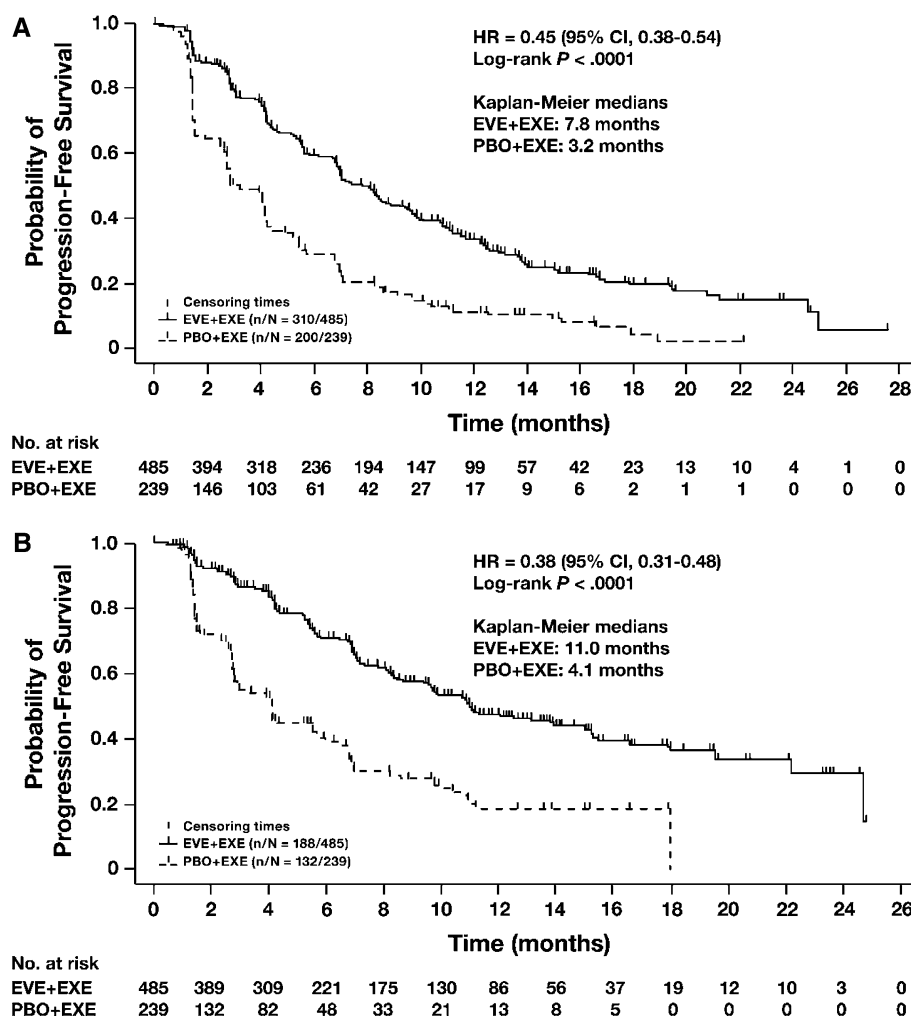 A
HR = 0.45 (95% CI, 0.38-0.54)
Log-rank P < .0001
Kaplan-Meier medians
EVE+EXE: 7.8 months
PBO+EXE: 3.2 months
Probability of
Progression-Free Survival
1.0
0.8
0.6
0.4
0.2
0
Censoring times
EVE+EXE (n/N = 310/485)
PBO+EXE (n/N = 200/239)
0 2 4 6 8 10 12 14 16 18 20 22 24 26 28
Time (months)
No. at risk
EVE+EXE 485 394 318 236 194 147 99 57 42 23 13 10 4 1 0
PBO+EXE 239 146 103 61 42 27 17 9 6 2 1 1 0 0 0
B
HR = 0.38 (95% CI, 0.31-0.48)
Log-rank P < .0001
Kaplan-Meier medians
EVE+EXE: 11.0 months
PBO+EXE: 4.1 months
Probability of
Progression-Free Survival
1.0
0.8
0.6
0.4
0.2
0
Censoring times
EVE+EXE (n/N = 188/485)
PBO+EXE (n/N = 132/239)
0 2 4 6 8 10 12 14 16 18 20 22 24 26
Time (months)
No. at risk
EVE+EXE 485 389 309 221 175 130 86 56 37 19 12 10 3 0
PBO+EXE 239 132 82 48 33 21 13 8 5 0 0 0 0 0